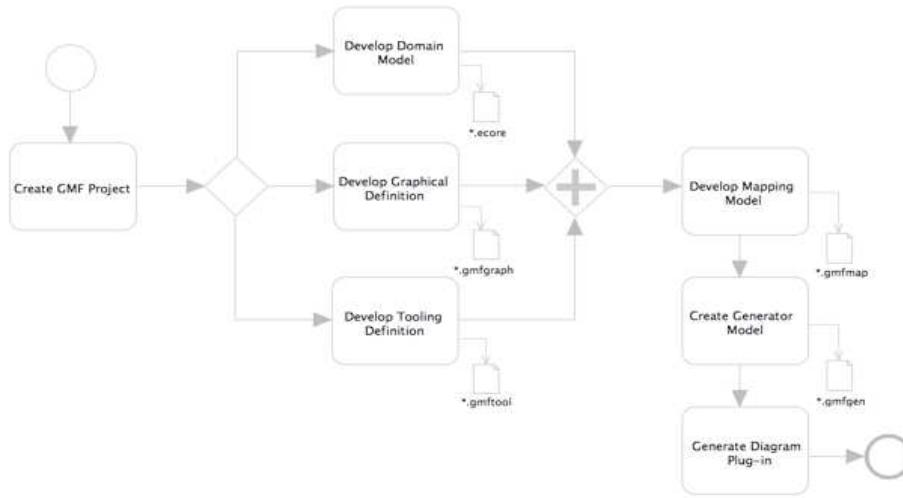 Develop Domain
Model
*.ecore
Create GMF Project
Develop Graphical
Definition
*.gmfgraph
Develop Tooling
Definition
*.gmftool
Develop Mapping
Model
*.gmfmap
Create Generator
Model
*.gmfgen
Generate Diagram
Plug-in